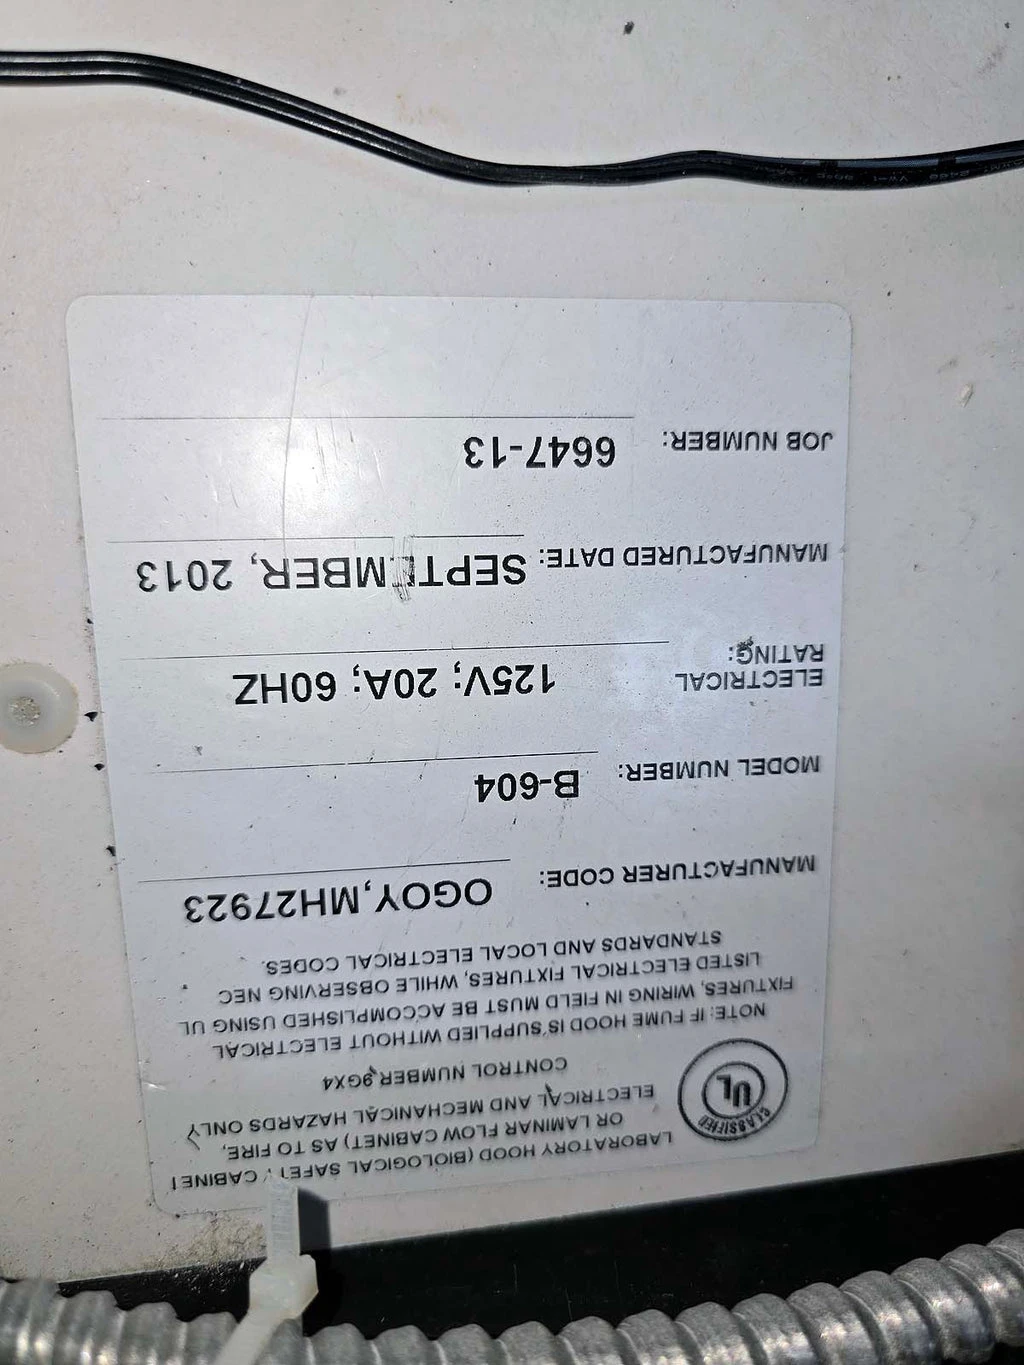 LABORATORY HOOD (BIOLOGICAL SAFETY CABINET
OR LAMINAR FLOW CABINET) AS TO FIRE,
ELECTRICAL AND MECHANICAL HAZARDS ONLY
CONTROL NUMBER 9GX4
CLASSIFIED
UL
NOTE: IF FUME HOOD IS SUPPLIED WITHOUT ELECTRICAL
FIXTURES, WIRING IN FIELD MUST BE ACCOMPLISHED USING UL
LISTED ELECTRICAL FIXTURES, WHILE OBSERVING NEC
STANDARDS AND LOCAL ELECTRICAL CODES.
MANUFACTURER CODE: OGOY,MH27923
MODEL NUMBER: B-604
ELECTRICAL
RATING: 125V; 20A; 60HZ
MANUFACTURED DATE: SEPTEMBER, 2013
JOB NUMBER: 6647-13